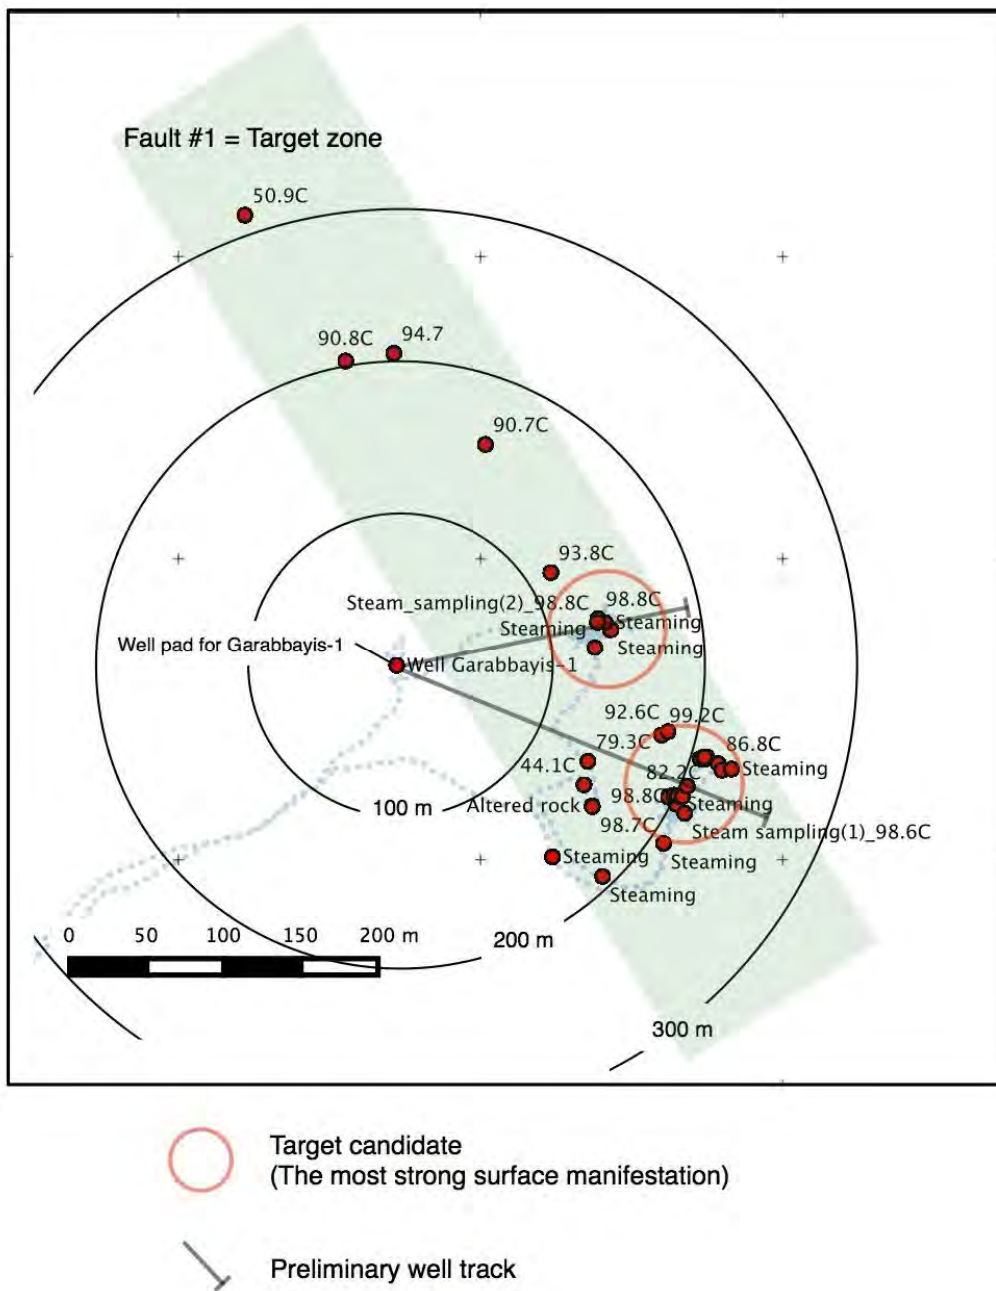 Fault #1 = Target zone
50.9C
90.8C
94.7
90.7C
93.8C
Steam_sampling(2)_98.8C
98.8C
Steaming
Steaming
Steaming
Well pad for Garabbayis-1
Well Garabbayis-1
92.6C
99.2C
79.3C
86.8C
44.1C
82.2C
Steaming
Altered rock
98.8C
Steaming
100 m
98.7C
Steam sampling(1)_98.6C
Steaming
Steaming
Steaming
0 50 100 150 200 m
200 m
300 m
Target candidate
(The most strong surface manifestation)
Preliminary well track